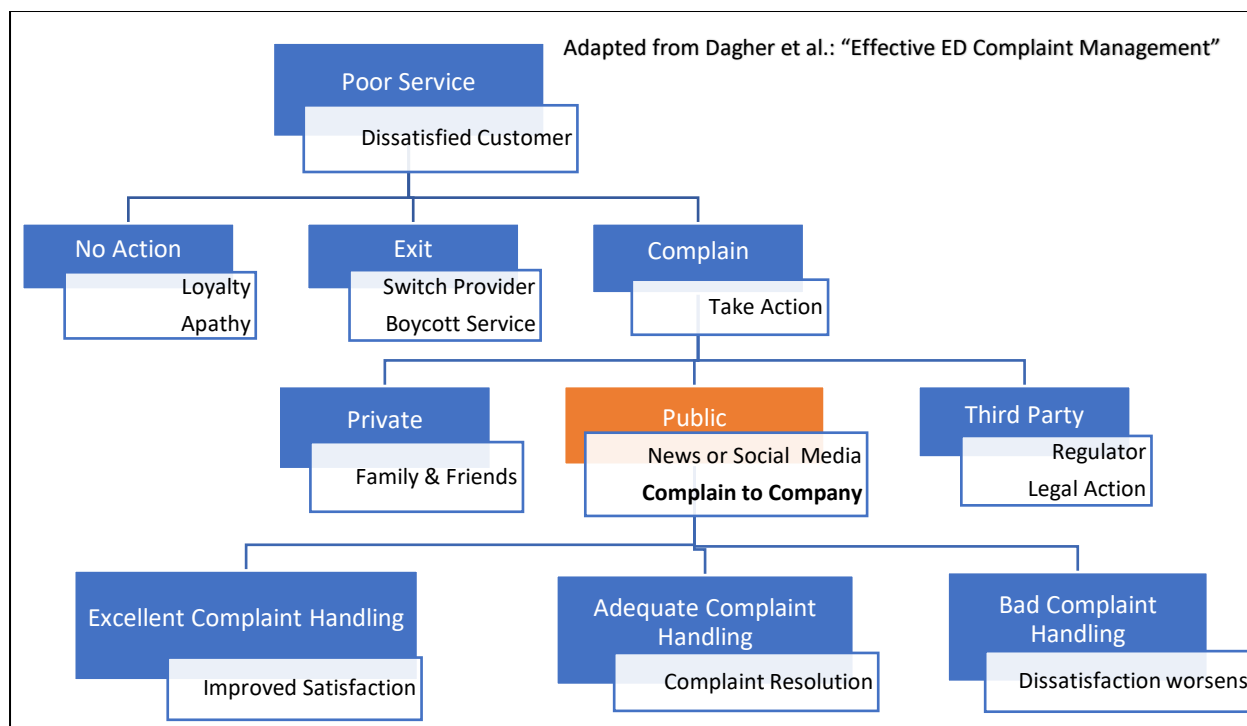 Adapted from Dagher et al.: “Effective ED Complaint Management”
Poor Service
Dissatisfied Customer
No Action
Loyalty
Apathy
Exit
Switch Provider
Boycott Service
Complain
Take Action
Private
Family & Friends
Public
News or Social Media
Complain to Company
Third Party
Regulator
Legal Action
Excellent Complaint Handling
Improved Satisfaction
Adequate Complaint
Handling
Complaint Resolution
Bad Complaint
Handling
Dissatisfaction worsens